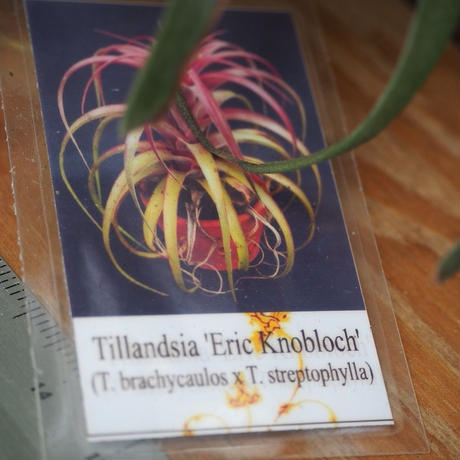 Tillandsia 'Eric Knobloch'
(T. brachycaulos x T. streptophylla)